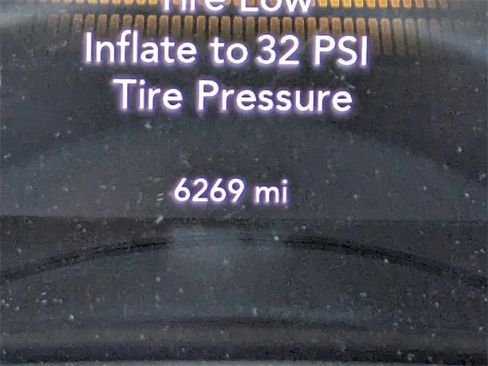 Tire Low
Inflate to 32 PSI
Tire Pressure
6269 mi